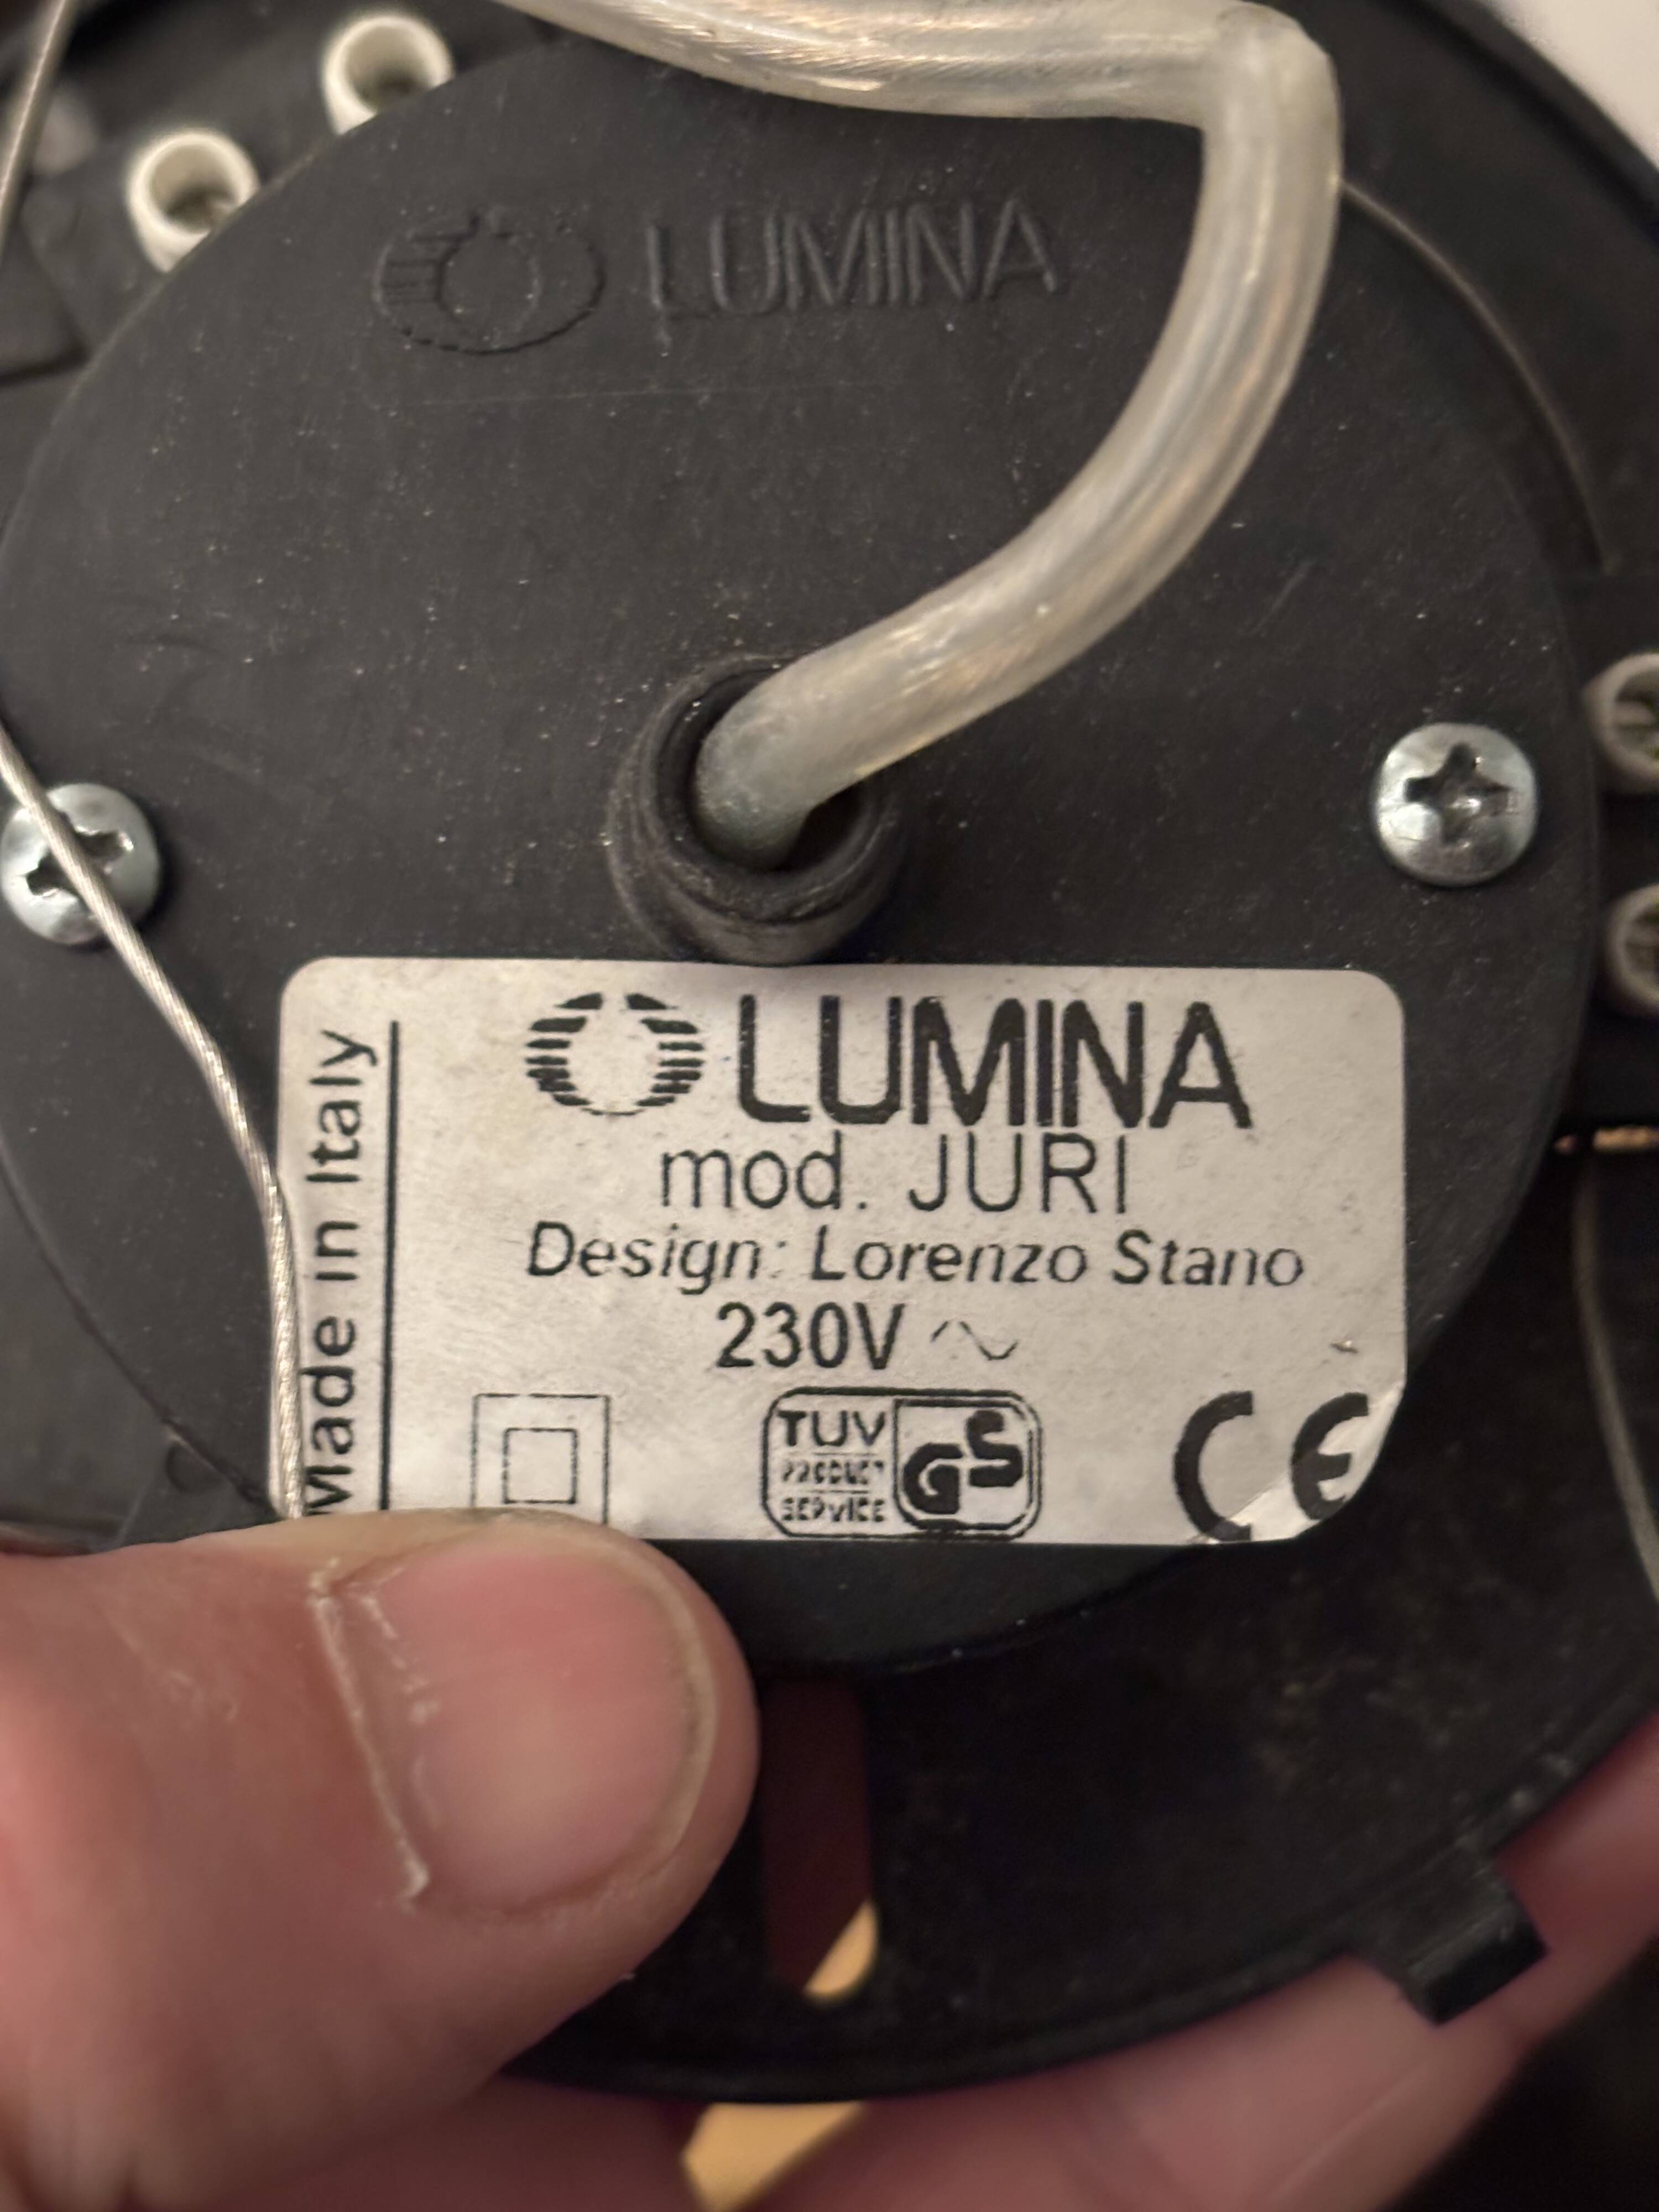 LUMINA
LUMINA
mod. JURI
Design: Lorenzo Stano
230V ~
TUV
PRODUCT
SERVICE
GS
CE
Made in Italy